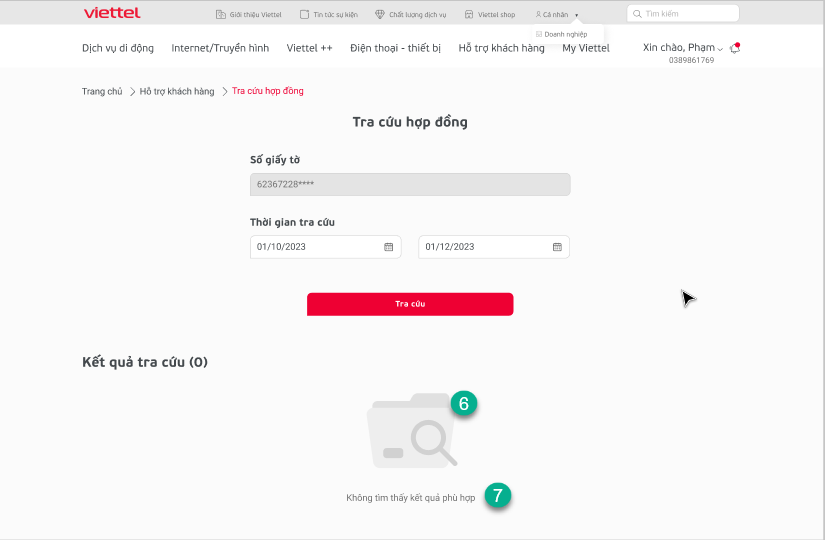 viettel
Giới thiệu Viettel Tin tức sự kiện Chất lượng dịch vụ Viettel shop Cá nhân Tìm kiếm
Doanh nghiệp
Dịch vụ di động Internet/Truyền hình Viettel ++ Điện thoại - thiết bị Hỗ trợ khách hàng My Viettel Xin chào, Phạm
0389861769
Trang chủ Hỗ trợ khách hàng Tra cứu hợp đồng
Tra cứu hợp đồng
Số giấy tờ
62367228****
Thời gian tra cứu
01/10/2023 01/12/2023
Tra cứu
Kết quả tra cứu (0)
6
Không tìm thấy kết quả phù hợp 7